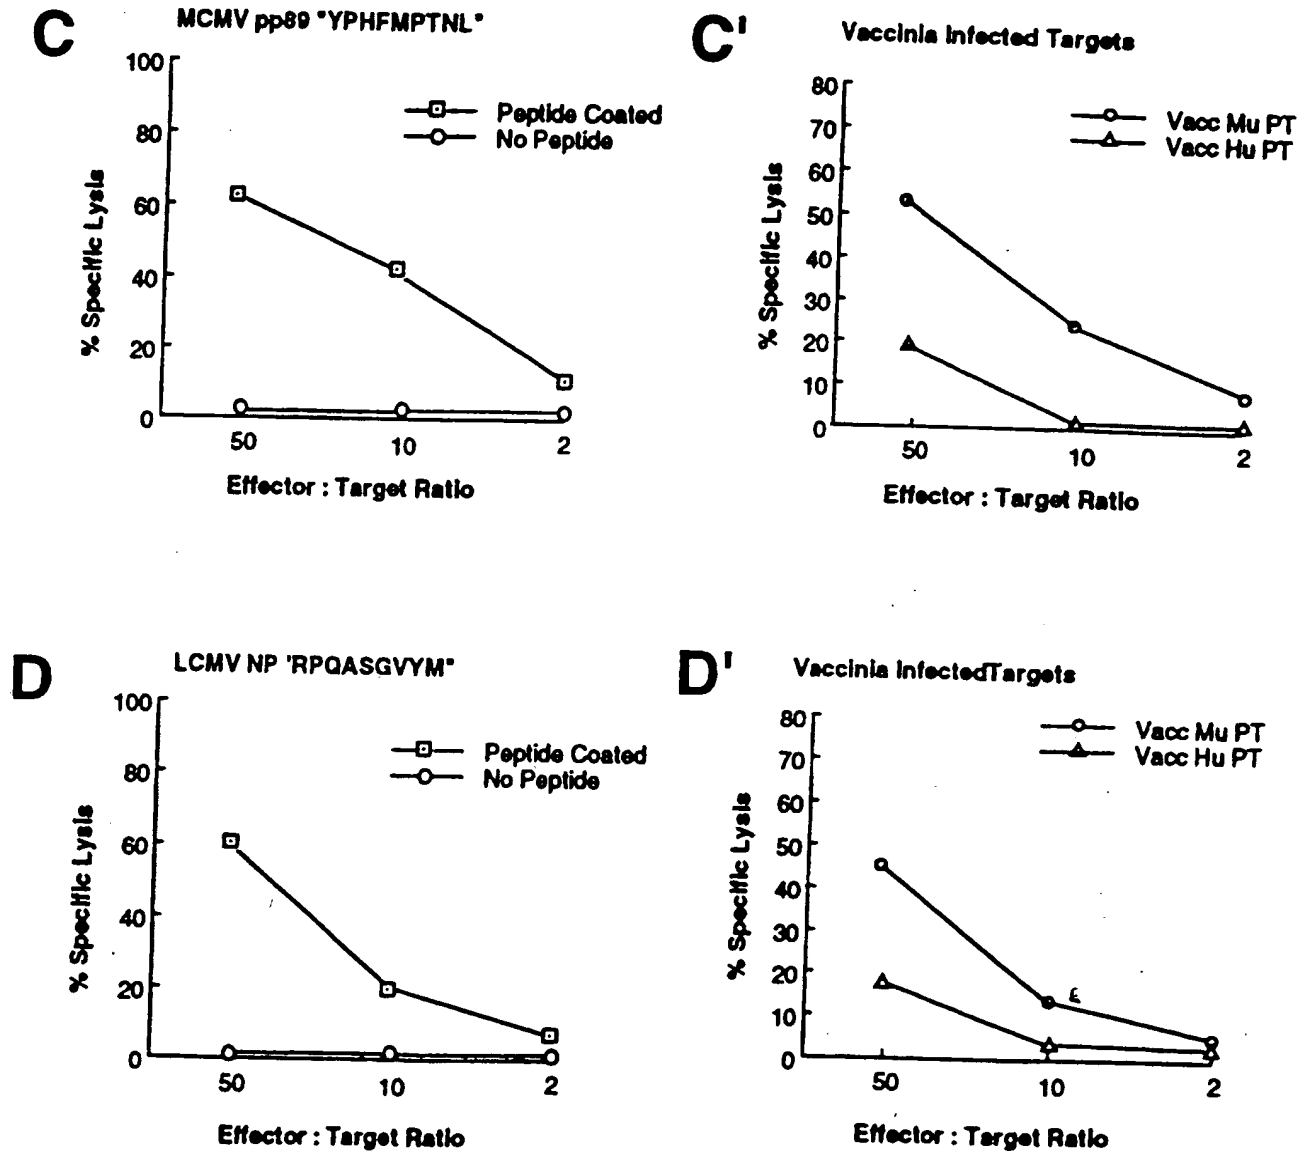 C
MCMV pp89 "YPHFMPTNL"
100
80
60
40
20
0
% Specific Lysis
Peptide Coated
No Peptide
50 10 2
Effector : Target Ratio
C'
Vaccinia Infected Targets
80
70
60
50
40
30
20
10
0
% Specific Lysis
Vacc Mu PT
Vacc Hu PT
50 10 2
Effector : Target Ratio
D
LCMV NP 'RPQASGVYM"
100
80
60
40
20
0
% Specific Lysis
Peptide Coated
No Peptide
50 10 2
Effector : Target Ratio
D'
Vaccinia InfectedTargets
80
70
60
50
40
30
20
10
0
% Specific Lysis
Vacc Mu PT
Vacc Hu PT
50 10 2
Effector : Target Ratio